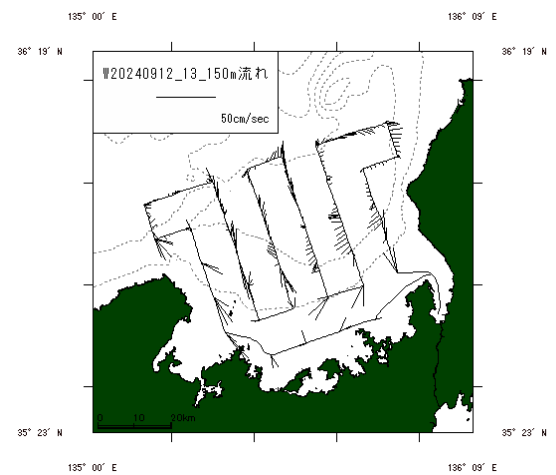 135° 00′ E
136° 09′ E
36° 19′ N
36° 19′ N
W20240912_13_150m流れ
50cm/sec
0 10 20km
35° 23′ N
35° 23′ N
135° 00′ E
136° 09′ E